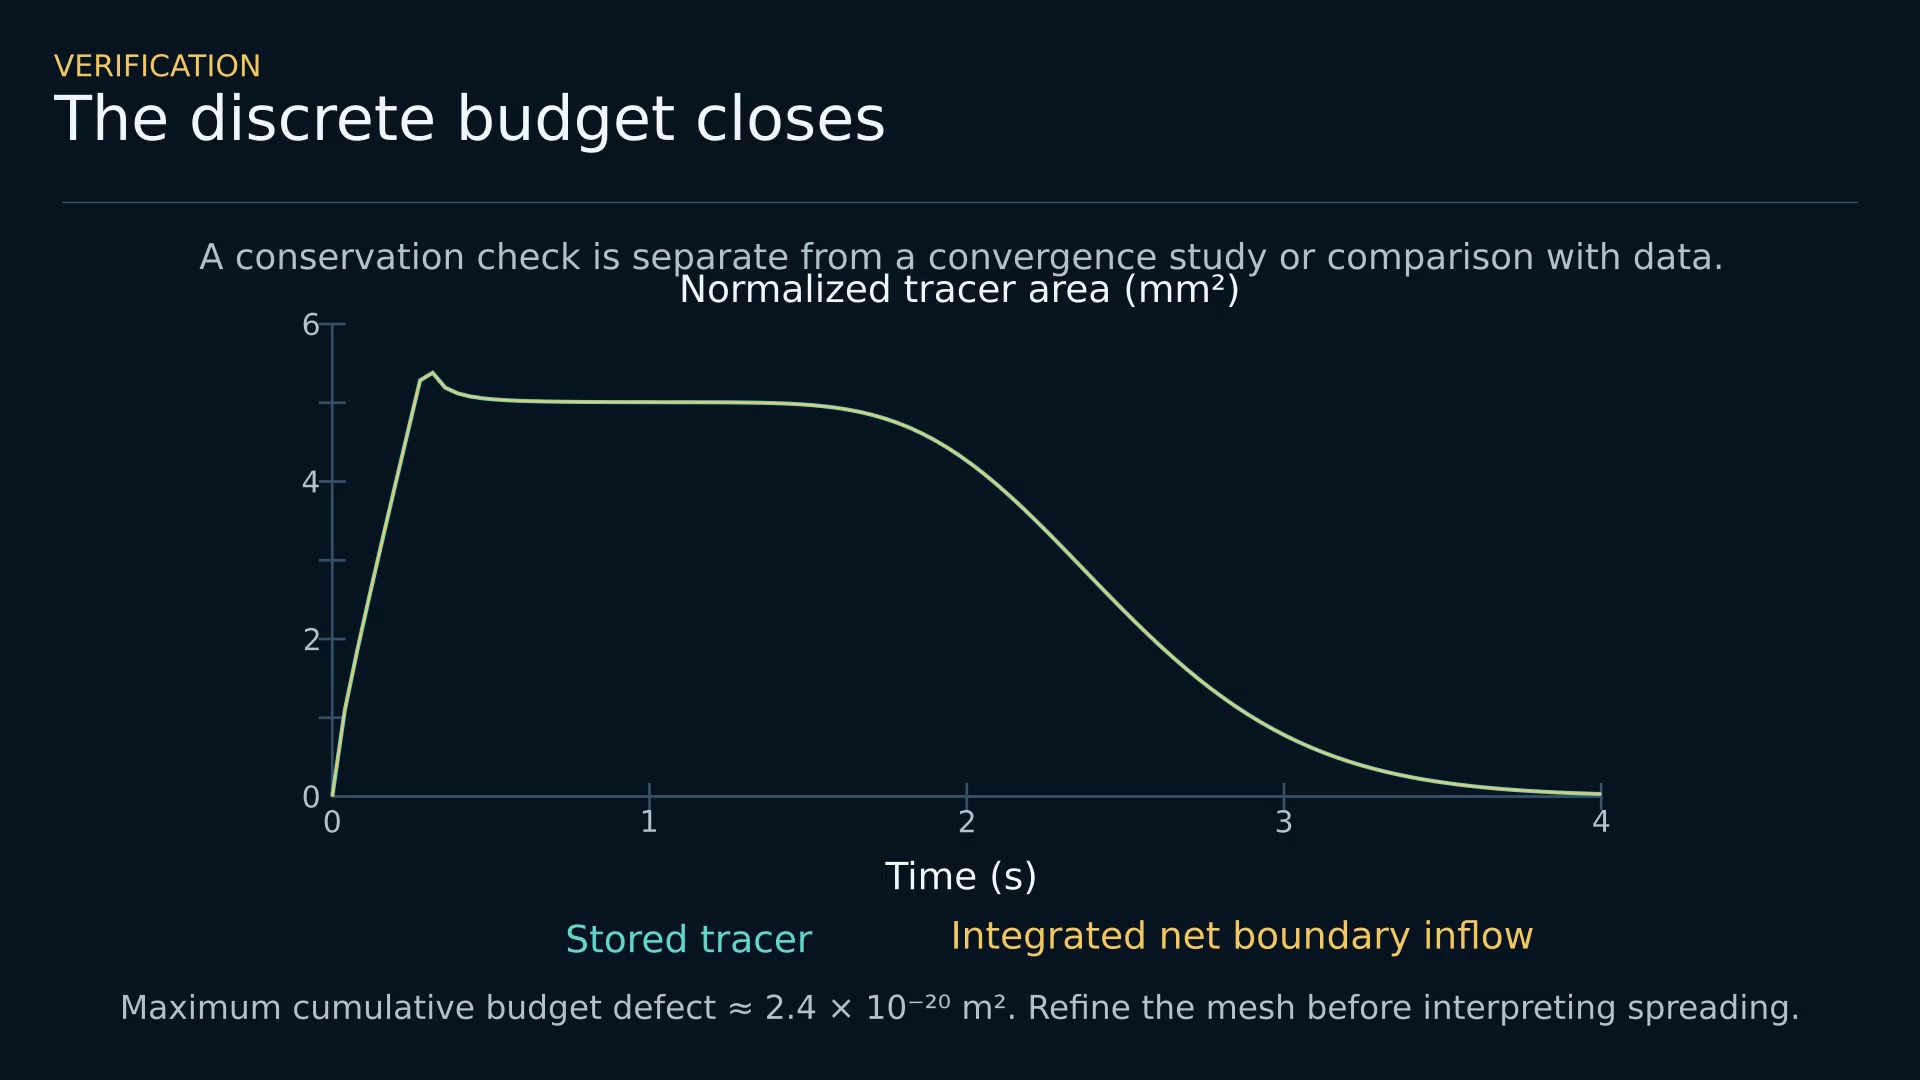 VERIFICATION
The discrete budget closes
A conservation check is separate from a convergence study or comparison with data.
Normalized tracer area (mm²)
6
4
2
0
0 1 2 3 4
Time (s)
Stored tracer Integrated net boundary inflow
Maximum cumulative budget defect ≈ 2.4 × 10⁻²⁰ m². Refine the mesh before interpreting spreading.